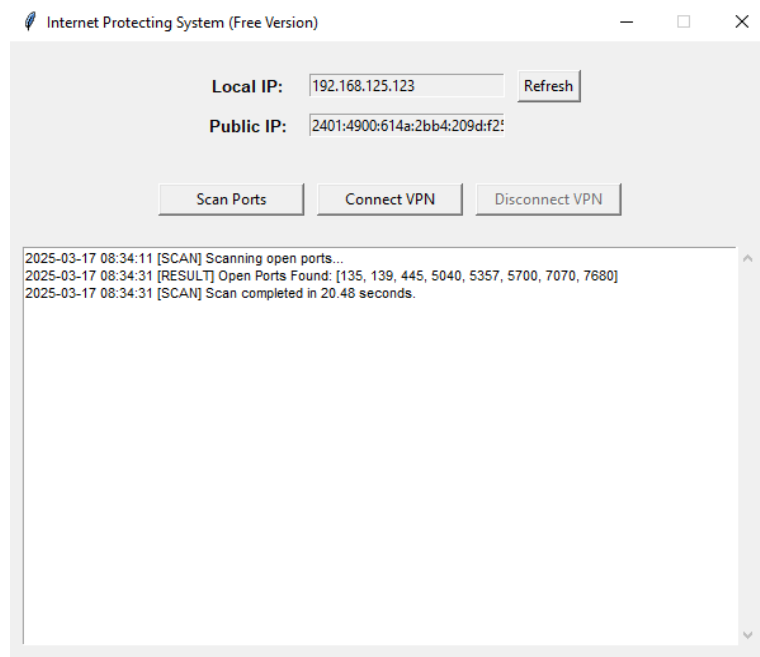 Internet Protecting System (Free Version)
Local IP: 192.168.125.123 Refresh
Public IP: 2401:4900:614a:2bb4:209d:f25
Scan Ports Connect VPN Disconnect VPN
2025-03-17 08:34:11 [SCAN] Scanning open ports...
2025-03-17 08:34:31 [RESULT] Open Ports Found: [135, 139, 445, 5040, 5357, 5700, 7070, 7680]
2025-03-17 08:34:31 [SCAN] Scan completed in 20.48 seconds.